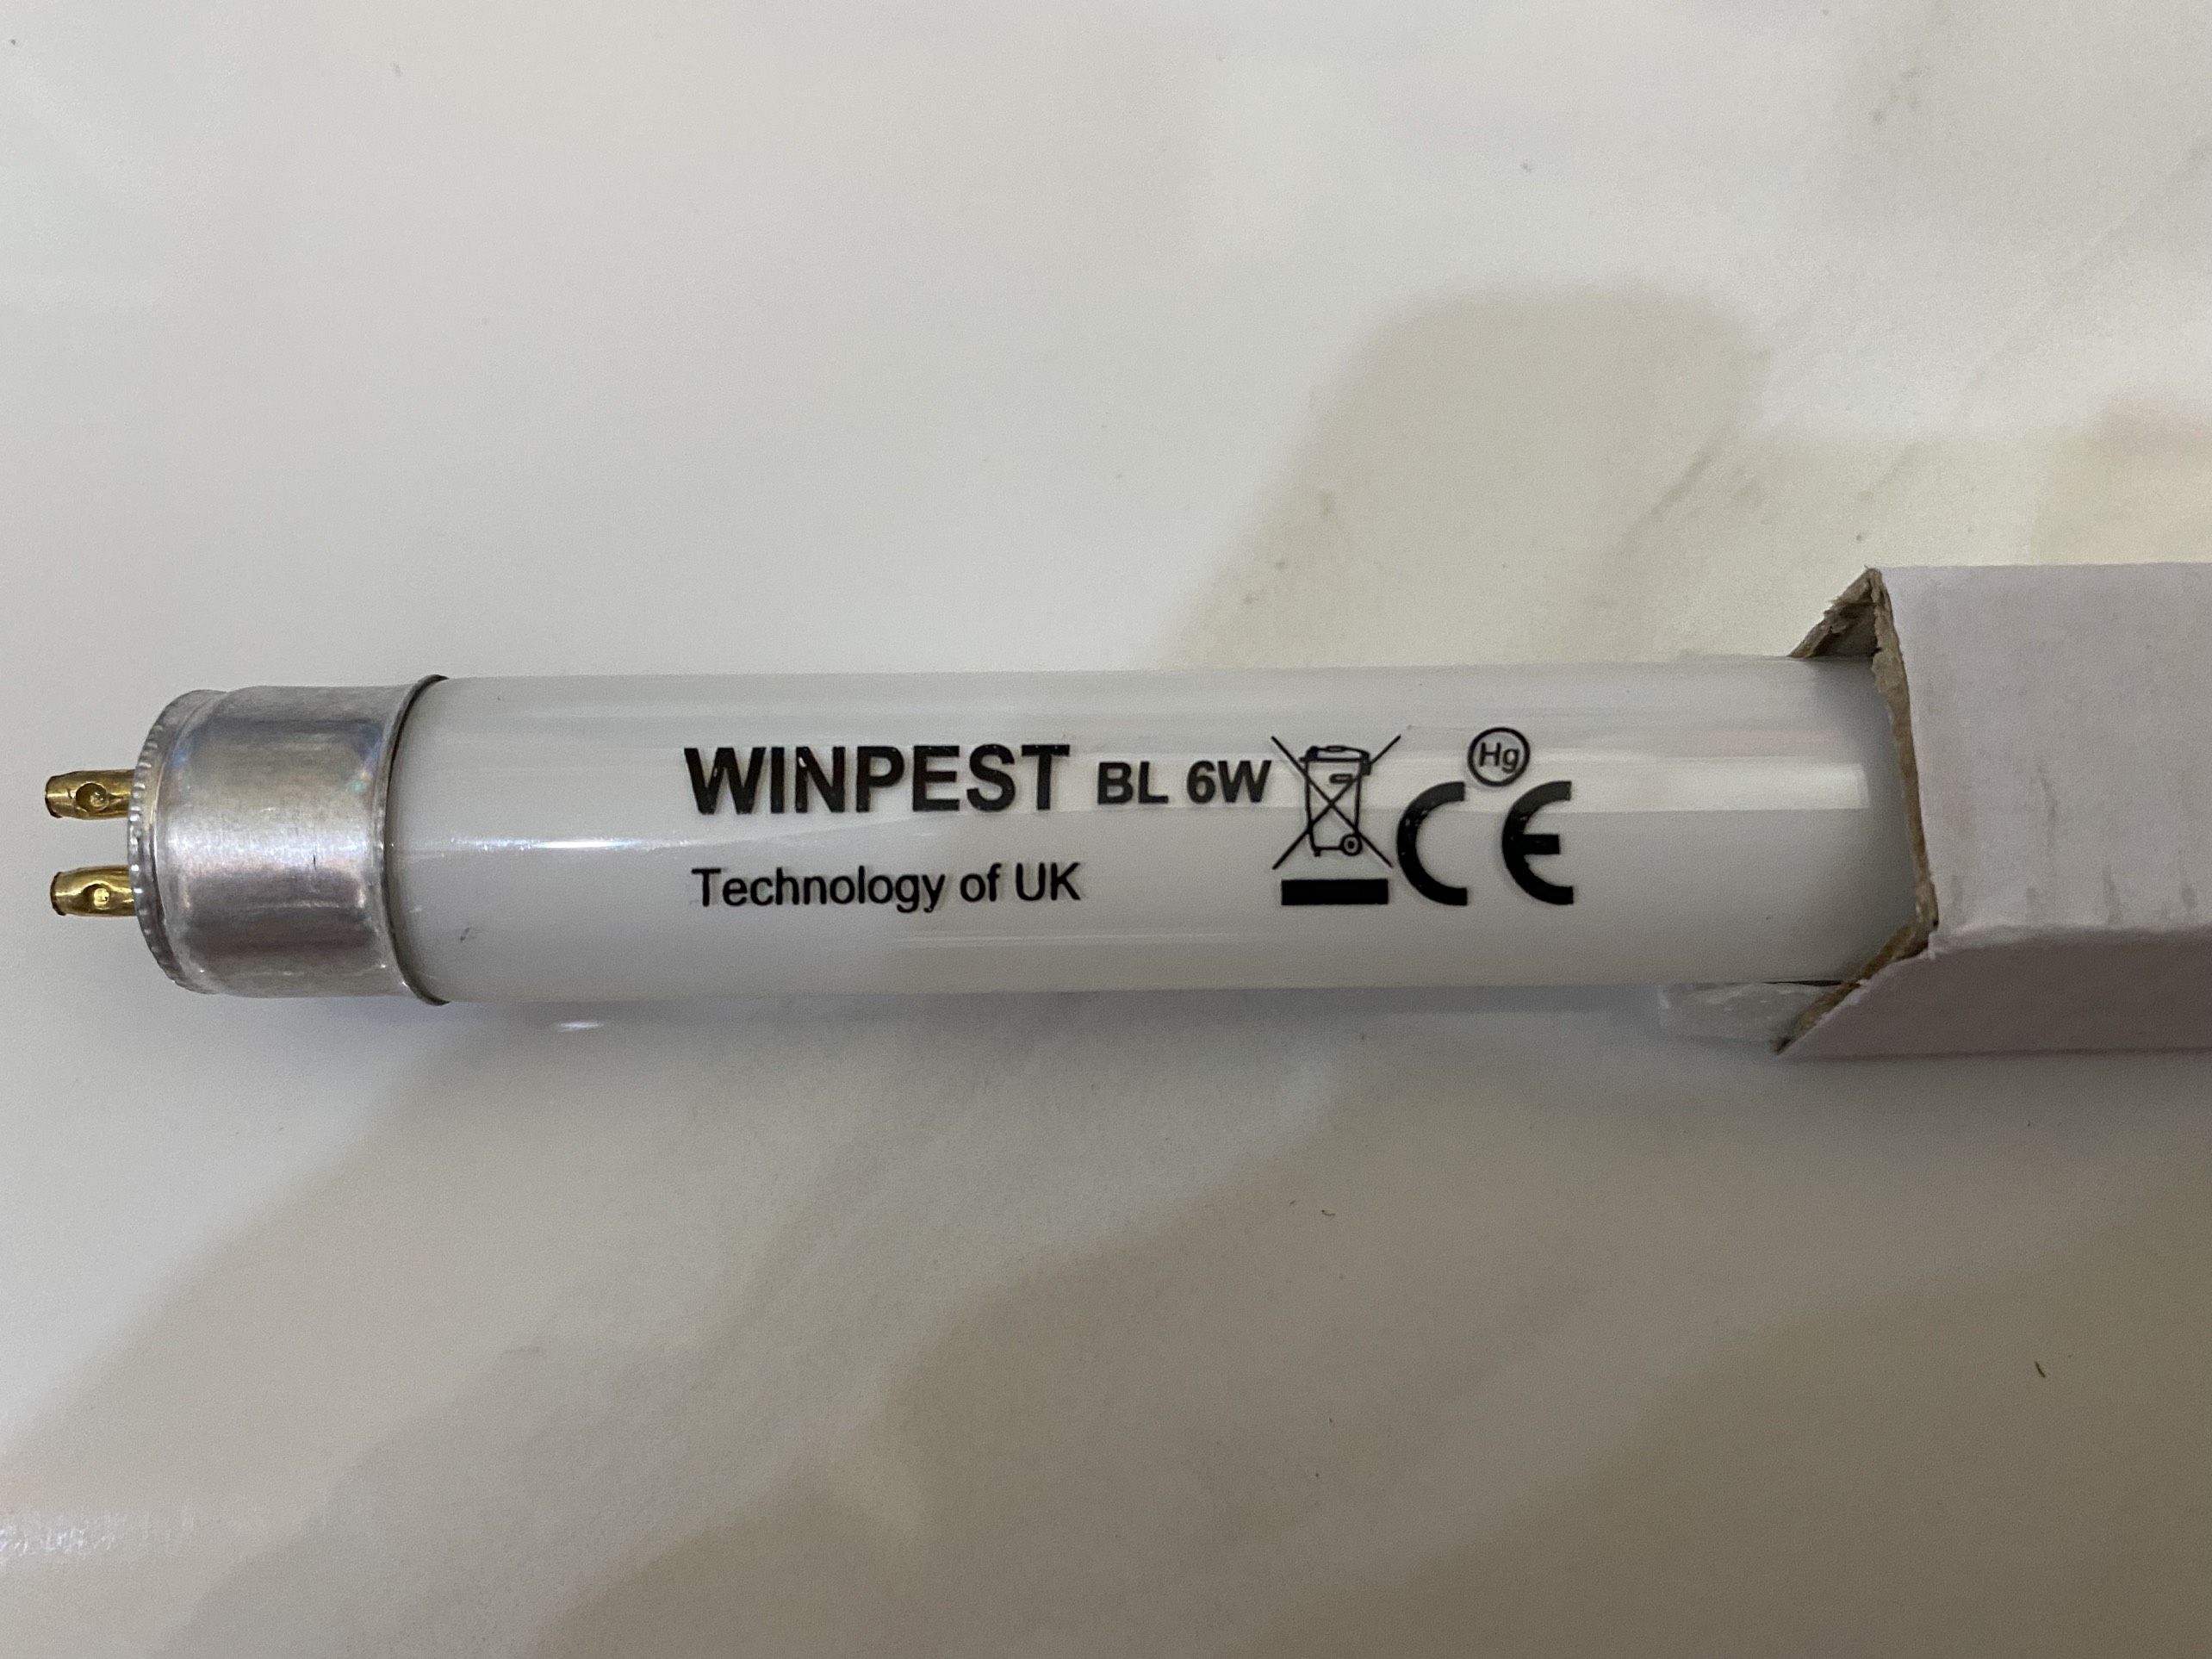 WINPEST BL 6W
Hg
CE
Technology of UK